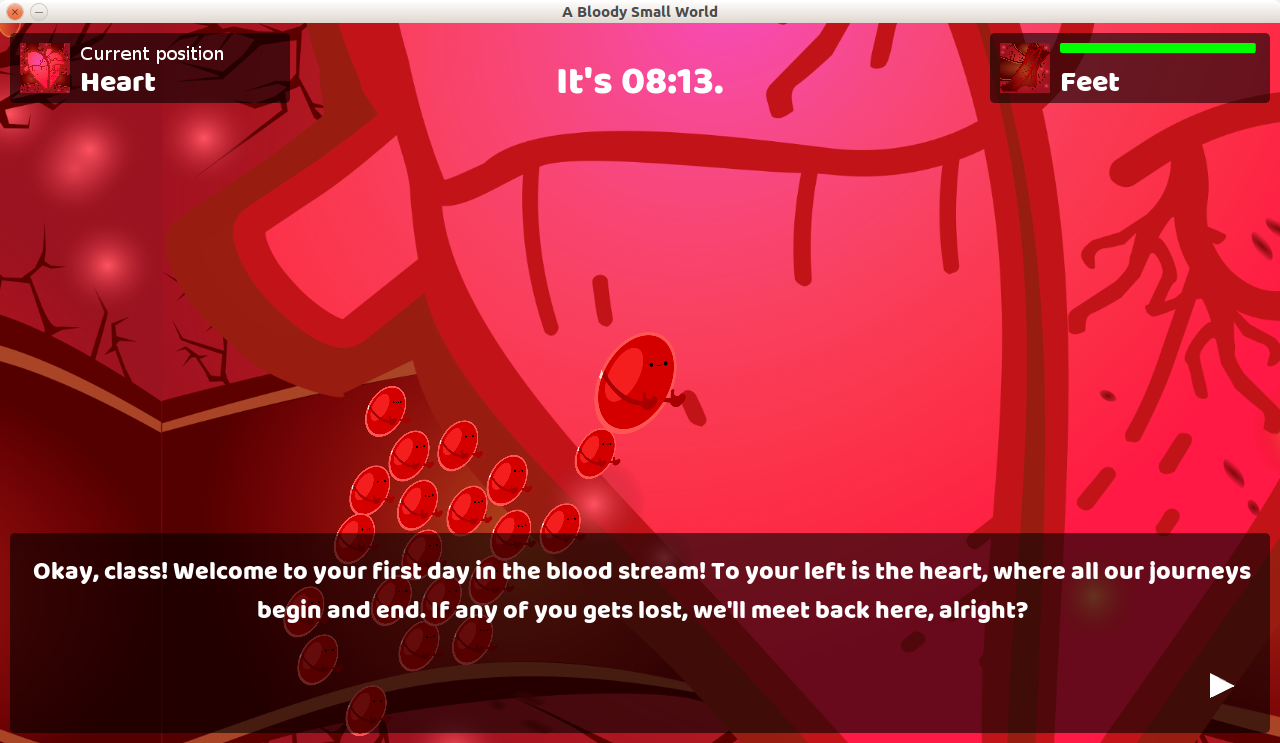 A Bloody Small World
Current position
Heart
It's 08:13.
Feet
Okay, class! Welcome to your first day in the blood stream! To your left is the heart, where all our journeys
begin and end. If any of you gets lost, we'll meet back here, alright?